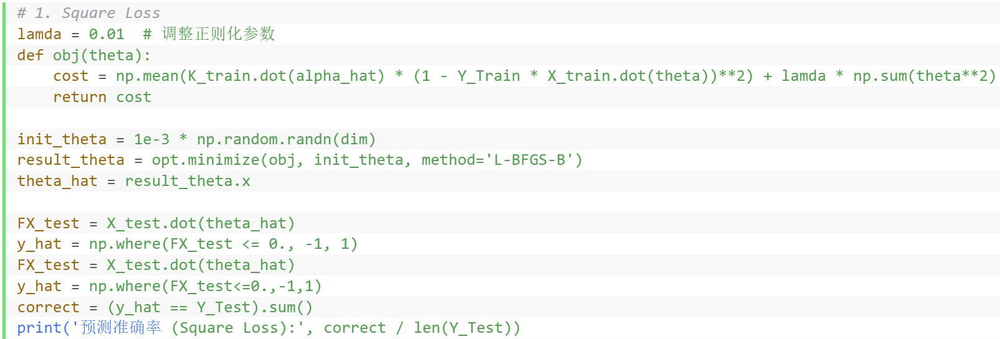 # 1. Square Loss
lamda = 0.01  # 调整正则化参数
def obj(theta):
    cost = np.mean(K_train.dot(alpha_hat) * (1 - Y_Train * X_train.dot(theta))**2) + lamda * np.sum(theta**2)
    return cost

init_theta = 1e-3 * np.random.randn(dim)
result_theta = opt.minimize(obj, init_theta, method='L-BFGS-B')
theta_hat = result_theta.x

FX_test = X_test.dot(theta_hat)
y_hat = np.where(FX_test <= 0., -1, 1)
FX_test = X_test.dot(theta_hat)
y_hat = np.where(FX_test<=0.,-1,1)
correct = (y_hat == Y_Test).sum()
print('预测准确率 (Square Loss):', correct / len(Y_Test))